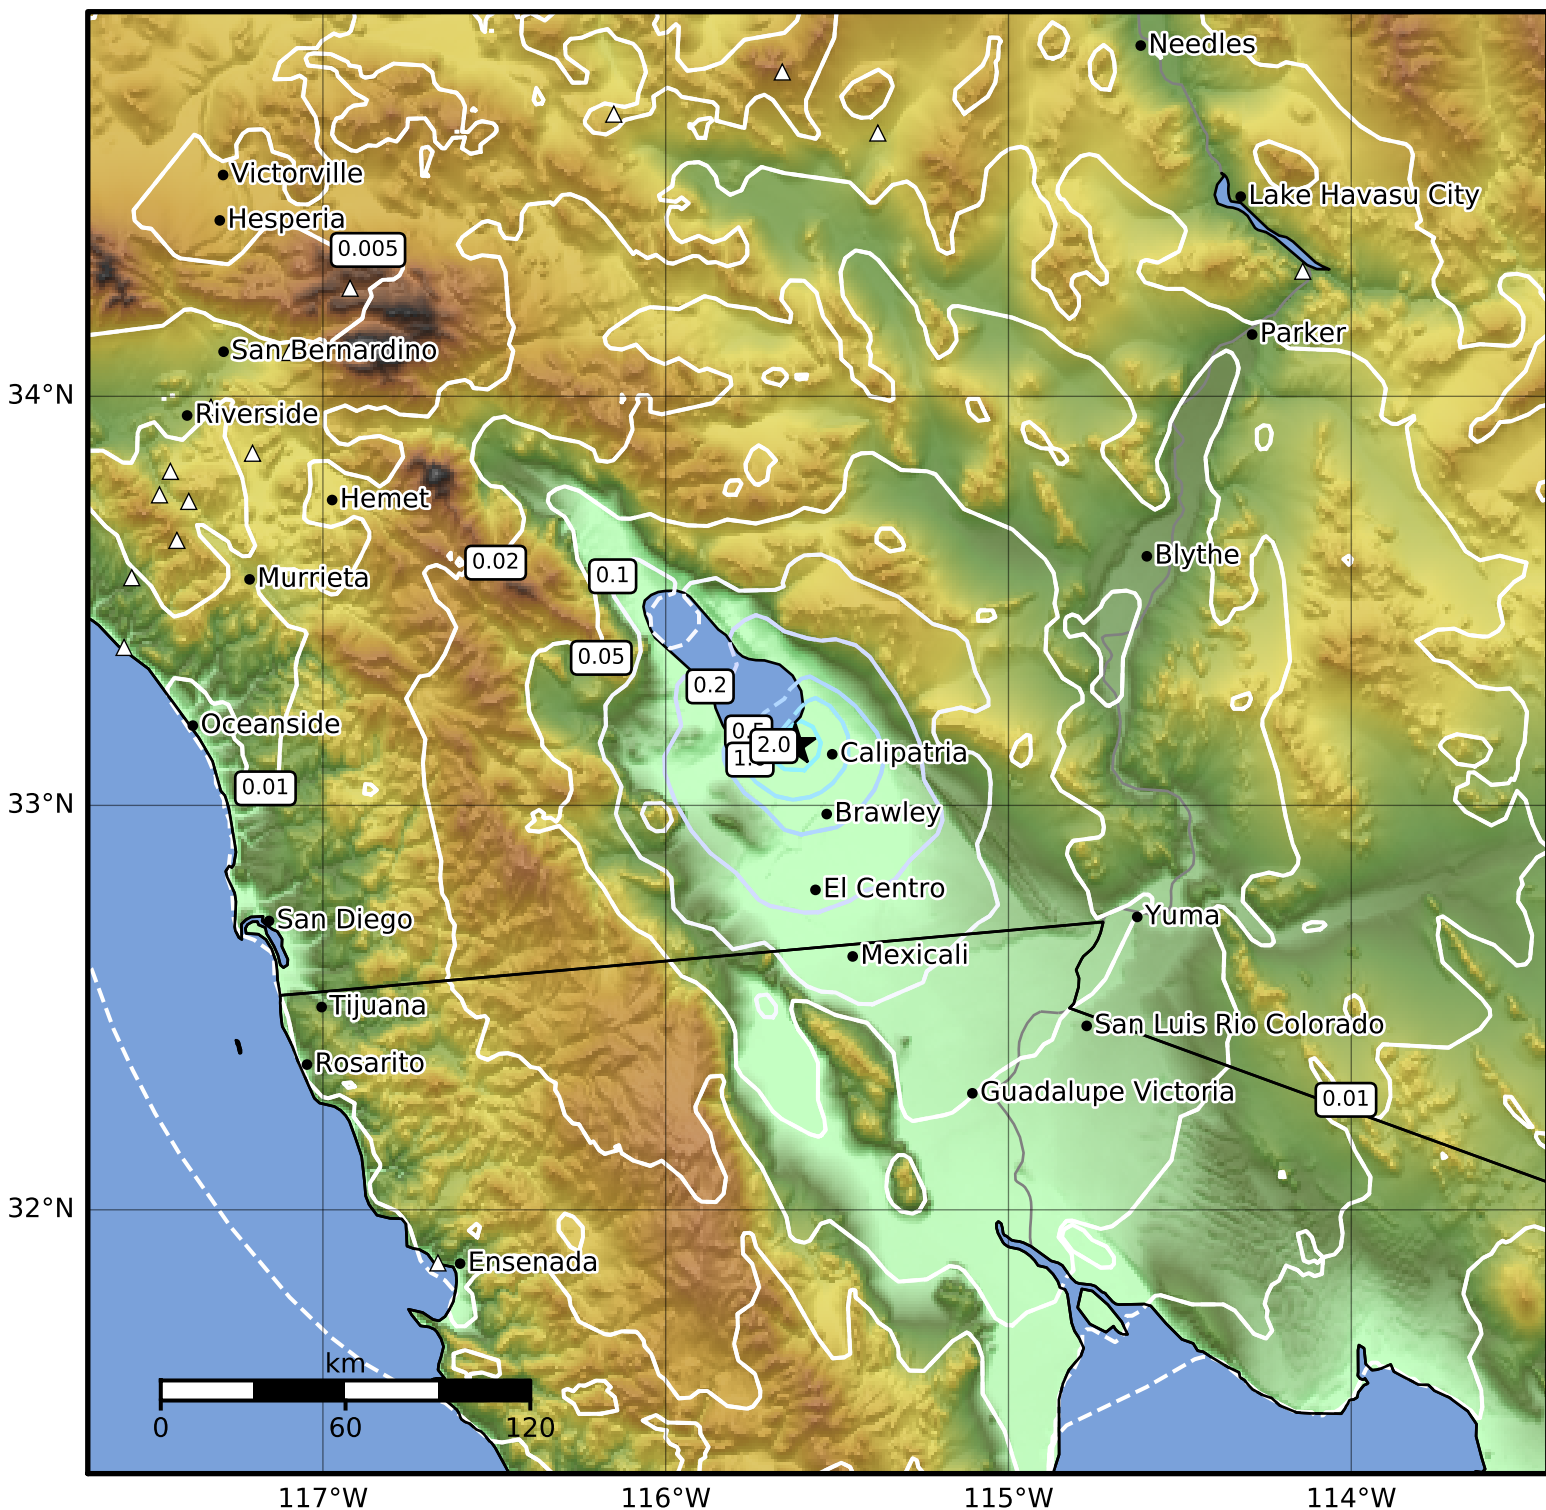 Needles
Victorville
Lake Havasu City
Hesperia
0.005
Parker
San Bernardino
34°N
Riverside
Hemet
Blythe
0.02
0.1
Murrieta
0.05
0.2
Oceanside
0.5
2.0
Calipatria
0.01
33°N
Brawley
El Centro
Yuma
San Diego
Mexicali
Tijuana
San Luis Rio Colorado
Rosarito
Guadalupe Victoria
0.01
32°N
Ensenada
km
0 60 120
117°W 116°W 115°W 114°W